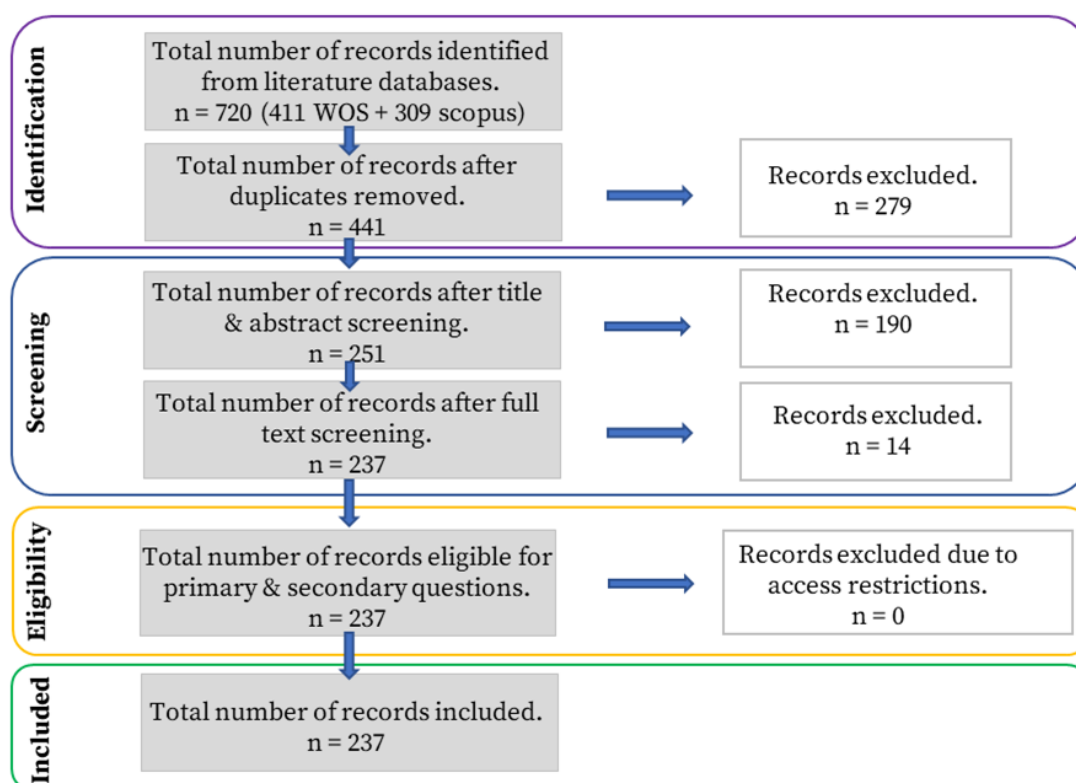 Identification
Total number of records identified
from literature databases.
n = 720 (411 WOS + 309 scopus)
Total number of records after
duplicates removed.
n = 441
Records excluded.
n = 279
Screening
Total number of records after title
& abstract screening.
n = 251
Records excluded.
n = 190
Total number of records after full
text screening.
n = 237
Records excluded.
n = 14
Eligibility
Total number of records eligible for
primary & secondary questions.
n = 237
Records excluded due to
access restrictions.
n = 0
Included
Total number of records included.
n = 237